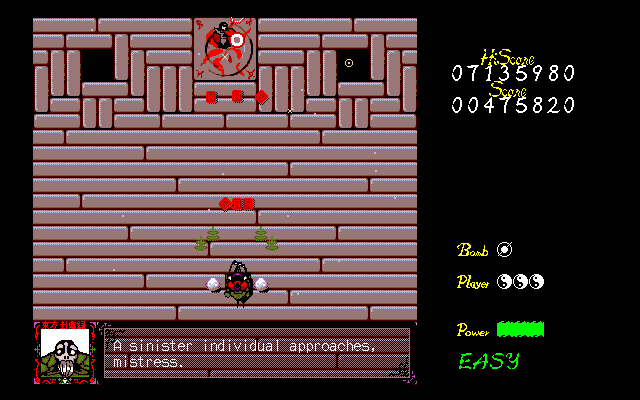 HiScore
07135980
Score
00475820
Bomb
Player
Power
EASY
A sinister individual approaches,
mistress.